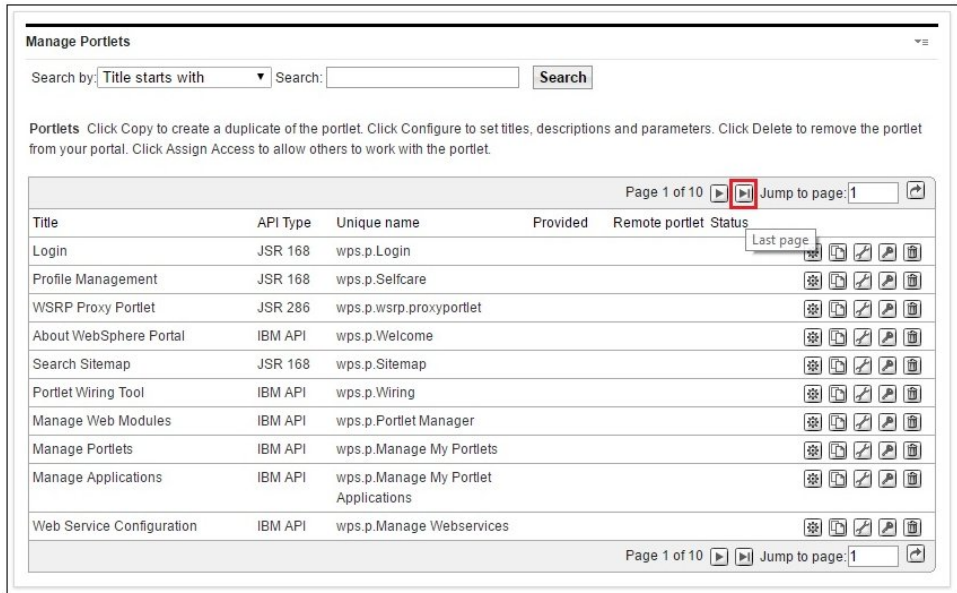 Manage Portlets
Search by: Title starts with Search: Search
Portlets Click Copy to create a duplicate of the portlet. Click Configure to set titles, descriptions and parameters. Click Delete to remove the portlet
from your portal. Click Assign Access to allow others to work with the portlet.
Page 1 of 10 Jump to page: 1
Title API Type Unique name Provided Remote portlet Status
Last page
Login JSR 168 wps.p.Login
Profile Management JSR 168 wps.p.Selfcare
WSRP Proxy Portlet JSR 286 wps.p.wsrp.proxyportlet
About WebSphere Portal IBM API wps.p.Welcome
Search Sitemap JSR 168 wps.p.Sitemap
Portlet Wiring Tool IBM API wps.p.Wiring
Manage Web Modules IBM API wps.p.Portlet Manager
Manage Portlets IBM API wps.p.Manage My Portlets
Manage Applications IBM API wps.p.Manage My Portlet
Applications
Web Service Configuration IBM API wps.p.Manage Webservices
Page 1 of 10 Jump to page: 1